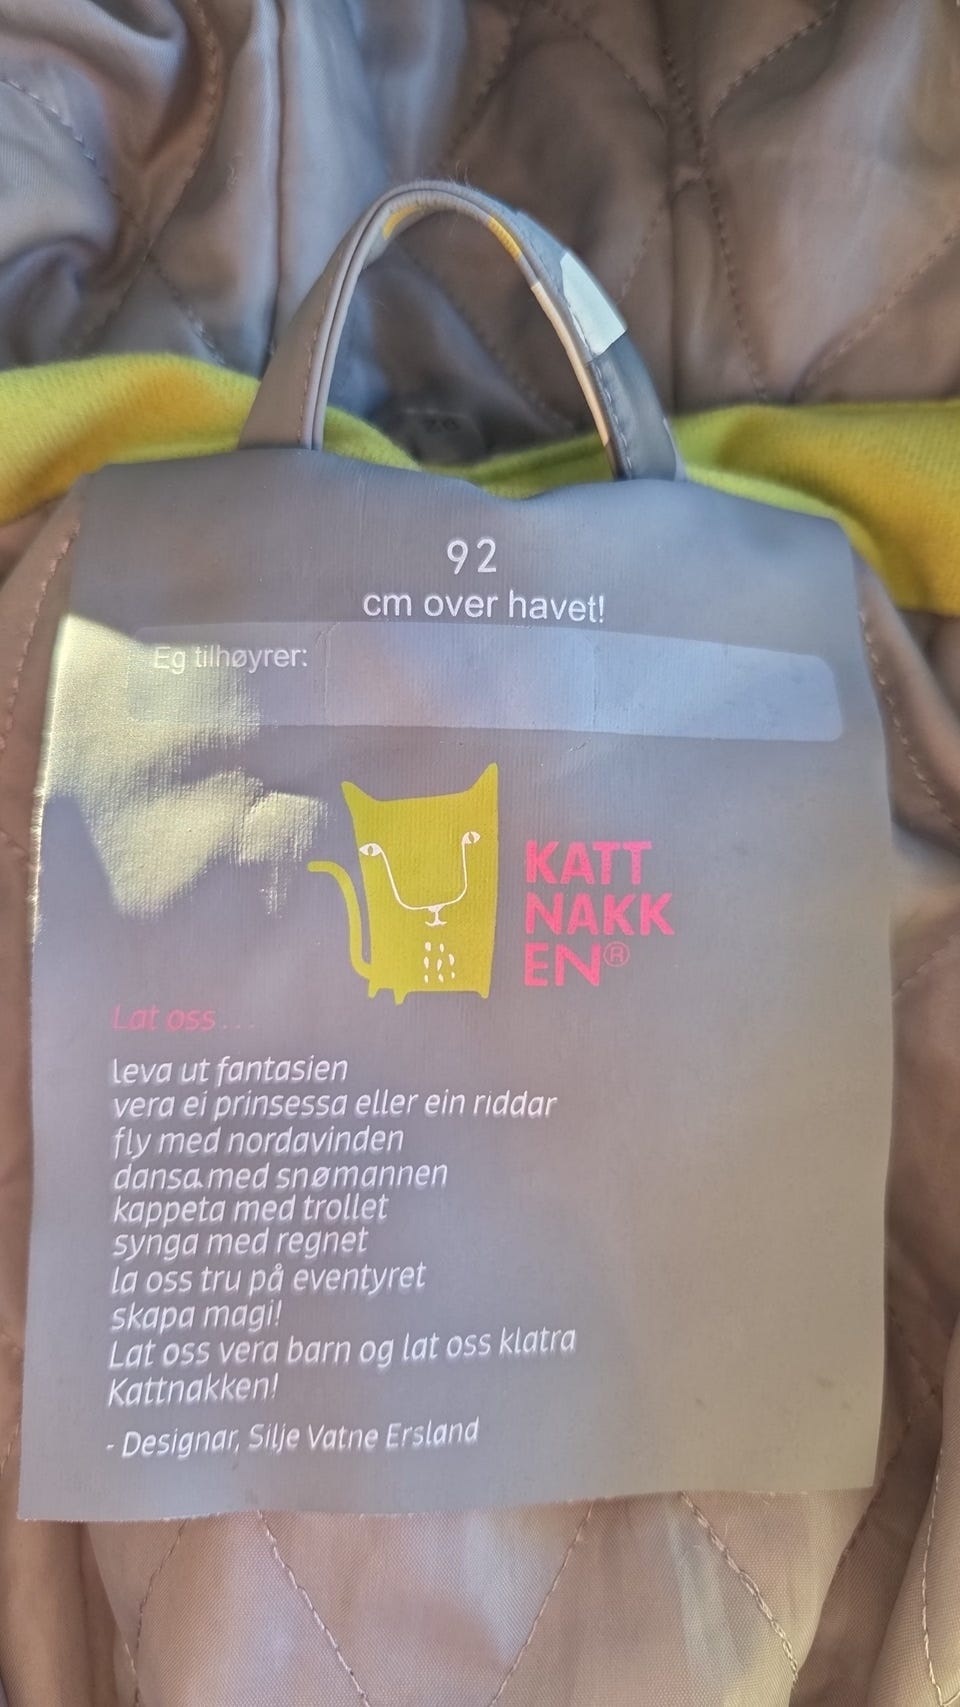 92
cm over havet!
Eg tilhøyrer:
KATT
NAKK
EN®
Lat oss...
leva ut fantasien
vera ei prinsessa eller ein riddar
fly med nordavinden
dansa med snømannen
kappeta med trollet
synga med regnet
la oss tru på eventyret
skapa magi!
Lat oss vera barn og lat oss klatra
Kattnakken!
- Designar, Silje Vatne Ersland